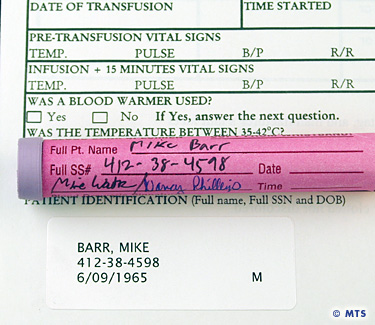 DATE OF TRANSFUSION TIME STARTED
PRE-TRANSFUSION VITAL SIGNS
TEMP. PULSE B/P R/R
INFUSION + 15 MINUTES VITAL SIGNS
TEMP. PULSE B/P R/R
WAS A BLOOD WARMER USED?
Yes No If Yes, answer the next question.
WAS THE TEMPERATURE BETWEEN 35-42°C?
Full Pt. Name Mike Barr
Full SS# 412-38-4598 Date
/Nancy Phillips Time
PATIENT IDENTIFICATION (Full name, Full SSN and DOB)
BARR, MIKE
412-38-4598
6/09/1965 M
© MTS